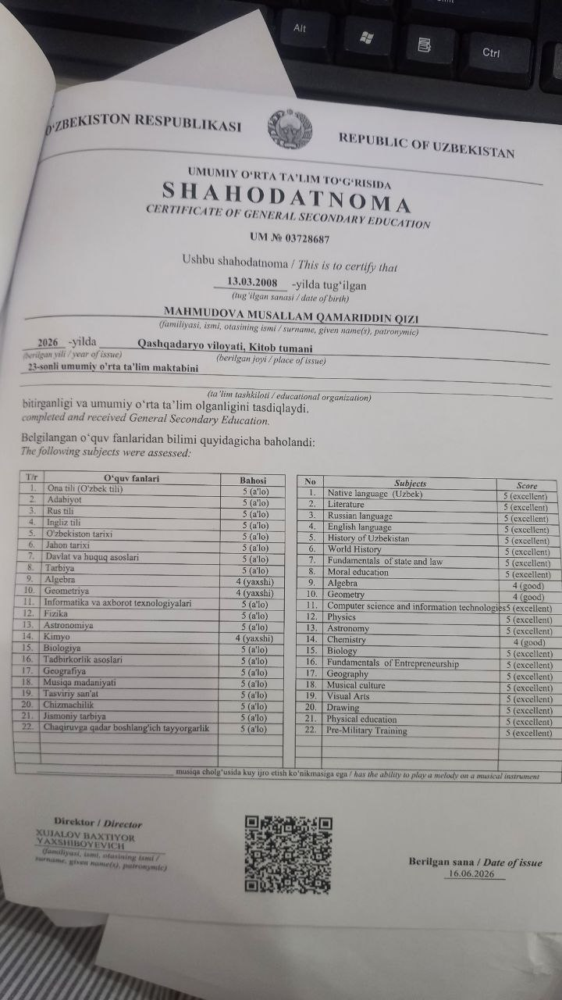 Alt
Ctrl
O‘ZBEKISTON RESPUBLIKASI
REPUBLIC OF UZBEKISTAN
UMUMIY O‘RTA TA’LIM TO‘G‘RISIDA
SHAHODATNOMA
CERTIFICATE OF GENERAL SECONDARY EDUCATION
UM № 03728687
Ushbu shahodatnoma / This is to certify that
13.03.2008 -yilda tug‘ilgan
(tug‘ilgan sanasi / date of birth)
MAHMUDOVA MUSALLAM QAMARIDDIN QIZI
(familiyasi, ismi, otasining ismi / surname, given name(s), patronymic)
2026 -yilda Qashqadaryo viloyati, Kitob tumani
(berilgan yili / year of issue) (berilgan joyi / place of issue)
23-sonli umumiy o‘rta ta’lim maktabini
(ta’lim tashkiloti / educational organization)
bitirganligi va umumiy o‘rta ta’lim olganligini tasdiqlaydi.
completed and received General Secondary Education.
Belgilangan o‘quv fanlaridan bilimi quyidagicha baholandi:
The following subjects were assessed:
T/r O‘quv fanlari Bahosi
1. Ona tili (O'zbek tili) 5 (a'lo)
2. Adabiyot 5 (a'lo)
3. Rus tili 5 (a'lo)
4. Ingliz tili 5 (a'lo)
5. O'zbekiston tarixi 5 (a'lo)
6. Jahon tarixi 5 (a'lo)
7. Davlat va huquq asoslari 5 (a'lo)
8. Tarbiya 5 (a'lo)
9. Algebra 4 (yaxshi)
10. Geometriya 4 (yaxshi)
11. Informatika va axborot texnologiyalari 5 (a'lo)
12. Fizika 5 (a'lo)
13. Astronomiya 5 (a'lo)
14. Kimyo 4 (yaxshi)
15. Biologiya 5 (a'lo)
16. Tadbirkorlik asoslari 5 (a'lo)
17. Geografiya 5 (a'lo)
18. Musiqa madaniyati 5 (a'lo)
19. Tasviriy san'at 5 (a'lo)
20. Chizmachilik 5 (a'lo)
21. Jismoniy tarbiya 5 (a'lo)
22. Chaqiruvga qadar boshlang'ich tayyorgarlik 5 (a'lo)
No Subjects Score
1. Native language (Uzbek) 5 (excellent)
2. Literature 5 (excellent)
3. Russian language 5 (excellent)
4. English language 5 (excellent)
5. History of Uzbekistan 5 (excellent)
6. World History 5 (excellent)
7. Fundamentals of state and law 5 (excellent)
8. Moral education 5 (excellent)
9. Algebra 4 (good)
10. Geometry 4 (good)
11. Computer science and information technologies 5 (excellent)
12. Physics 5 (excellent)
13. Astronomy 5 (excellent)
14. Chemistry 4 (good)
15. Biology 5 (excellent)
16. Fundamentals of Entrepreneurship 5 (excellent)
17. Geography 5 (excellent)
18. Musical culture 5 (excellent)
19. Visual Arts 5 (excellent)
20. Drawing 5 (excellent)
21. Physical education 5 (excellent)
22. Pre-Military Training 5 (excellent)
musiqa cholg‘usida kuy ijro etish ko‘nikmasiga ega / has the ability to play a melody on a musical instrument
Direktor / Director
XUJALOV BAXTIYOR
YAXSHIBOYEVICH
(familiyasi, ismi, otasining ismi /
surname, given name(s), patronymic)
Berilgan sana / Date of issue
16.06.2026